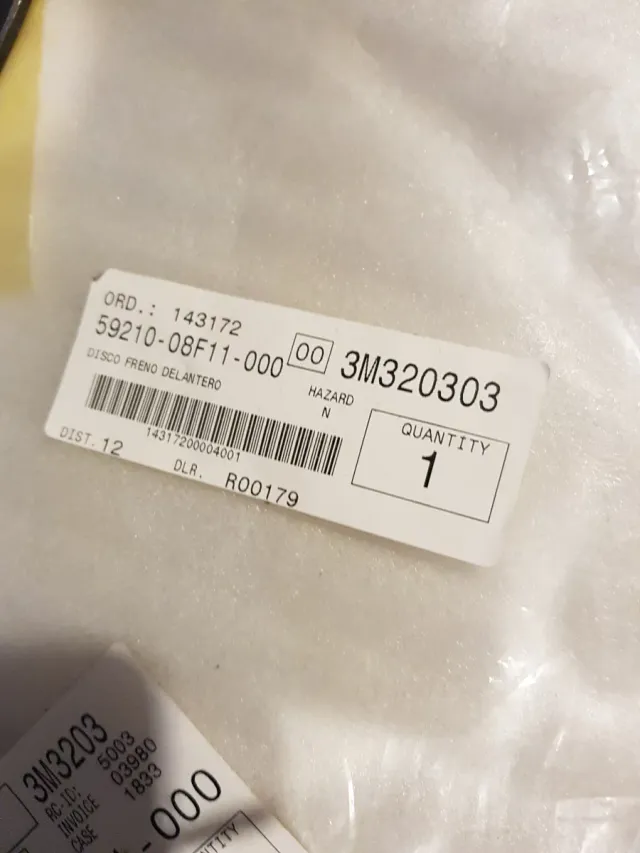 ORD.: 143172
59210-08F11-000 00 3M320303
DISCO FRENO DELANTERO
HAZARD
N
QUANTITY
1
14317200004001
DIST. 12
DLR. R00179
3M3203
RC-ID: 5003
INVOICE 03980
CASE 1833
-000